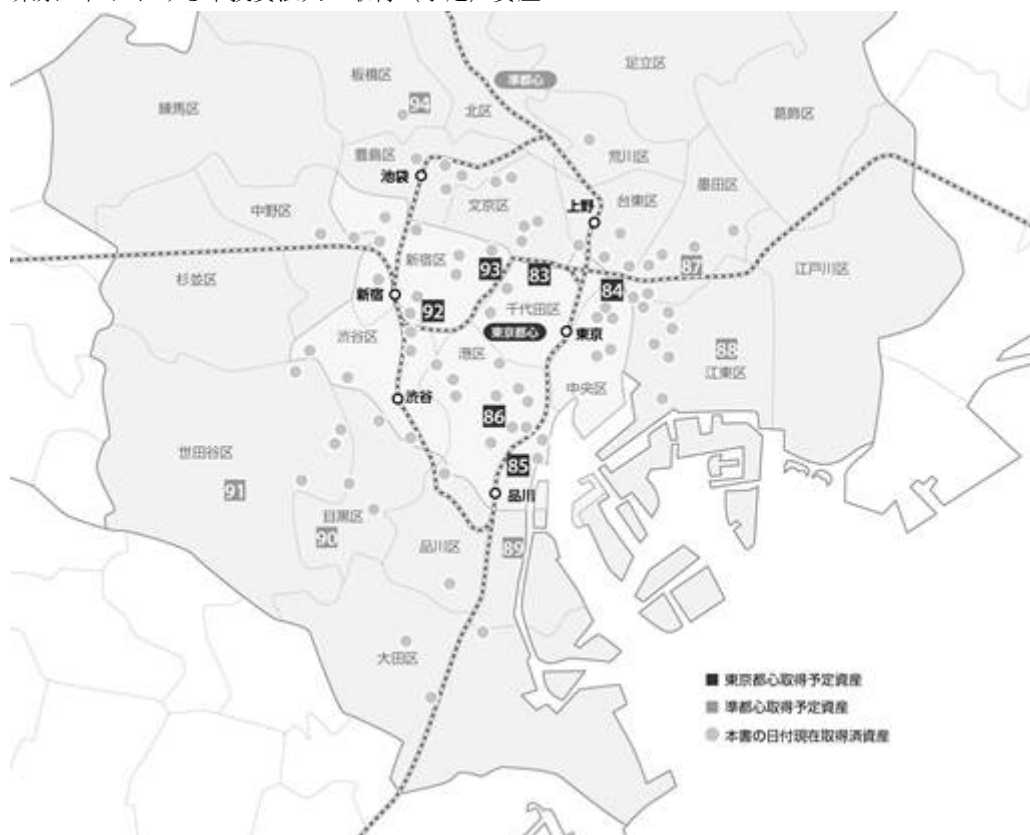 板橋区
足立区
準都心
94
練馬区
北区
葛飾区
豊島区
荒川区
池袋
墨田区
文京区
台東区
上野
中野区
新宿区
93
83
87
江戸川区
杉並区
新宿
92
84
千代田区
東京都心
東京
渋谷区
港区
88
江東区
中央区
渋谷
86
世田谷区
85
91
品川
目黒区
90
品川区
89
大田区
東京都心取得予定資産
準都心取得予定資産
本書の日付現在取得済資産